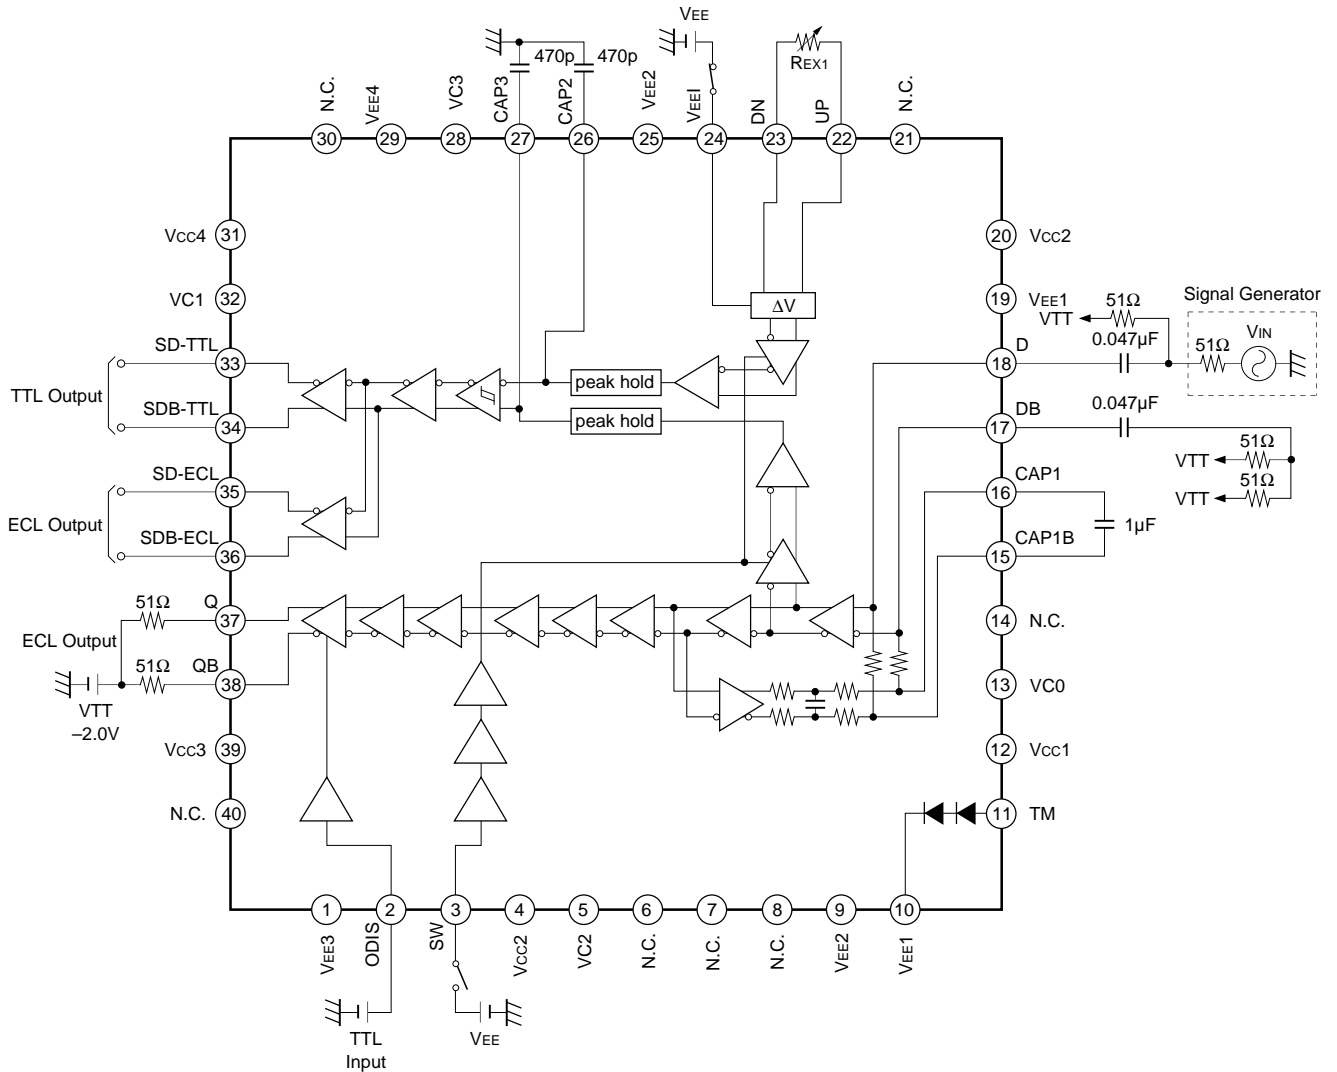 VEE
470p
470p
REX1
N.C.
VEE4
VC3
CAP3
CAP2
VEE2
VEEI
DN
UP
N.C.
30
29
28
27
26
25
24
23
22
21
VCC4
31
20
VCC2
VC1
32
19
VEE1
51Ω
Signal Generator
VTT
ΔV
SD-TTL
33
18
D
0.047µF
51Ω
VIN
TTL Output
peak hold
SDB-TTL
34
peak hold
17
DB
0.047µF
51Ω
VTT
51Ω
VTT
SD-ECL
35
16
CAP1
ECL Output
1µF
SDB-ECL
36
15
CAP1B
51Ω
Q
37
14
N.C.
ECL Output
51Ω
QB
38
13
VC0
VTT
–2.0V
VCC3
39
12
VCC1
N.C.
40
11
TM
1
2
3
4
5
6
7
8
9
10
VEE3
ODIS
SW
VCC2
VC2
N.C.
N.C.
N.C.
VEE2
VEE1
TTL
Input
VEE